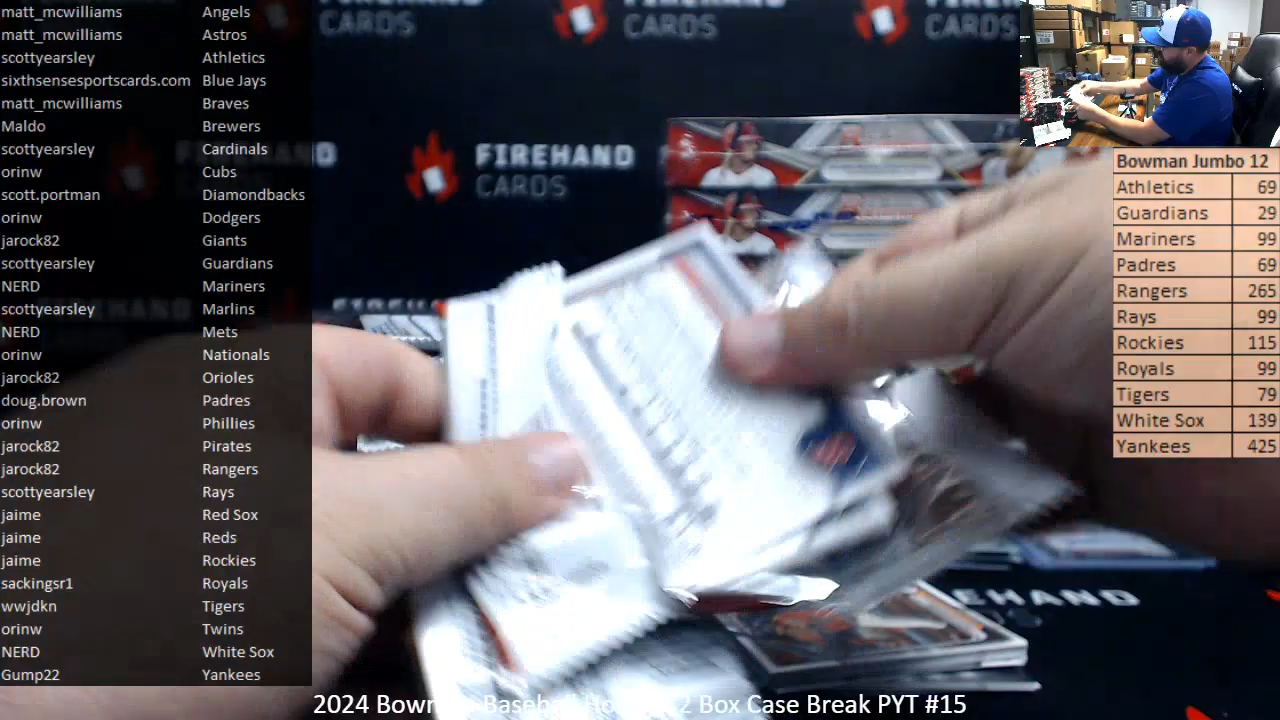 matt_mcwilliams Angels
matt_mcwilliams Astros
scottyearsley Athletics
sixthsensesportscards.com Blue Jays
matt_mcwilliams Braves
Maldo Brewers
scottyearsley Cardinals
orinw Cubs
scott.portman Diamondbacks
orinw Dodgers
jarock82 Giants
scottyearsley Guardians
NERD Mariners
scottyearsley Marlins
NERD Mets
orinw Nationals
jarock82 Orioles
doug.brown Padres
orinw Phillies
jarock82 Pirates
jarock82 Rangers
scottyearsley Rays
jaime Red Sox
jaime Reds
jaime Rockies
sackingsr1 Royals
wwjdkn Tigers
orinw Twins
NERD White Sox
Gump22 Yankees
FIREHAND
CARDS
CARDS
CARDS
CARDS
Bowman Jumbo 12
Athletics 69
Guardians 29
Mariners 99
Padres 69
Rangers 265
Rays 99
Rockies 115
Royals 99
Tigers 79
White Sox 139
Yankees 425
2024 Baseball 2 Box Case Break PYT #15